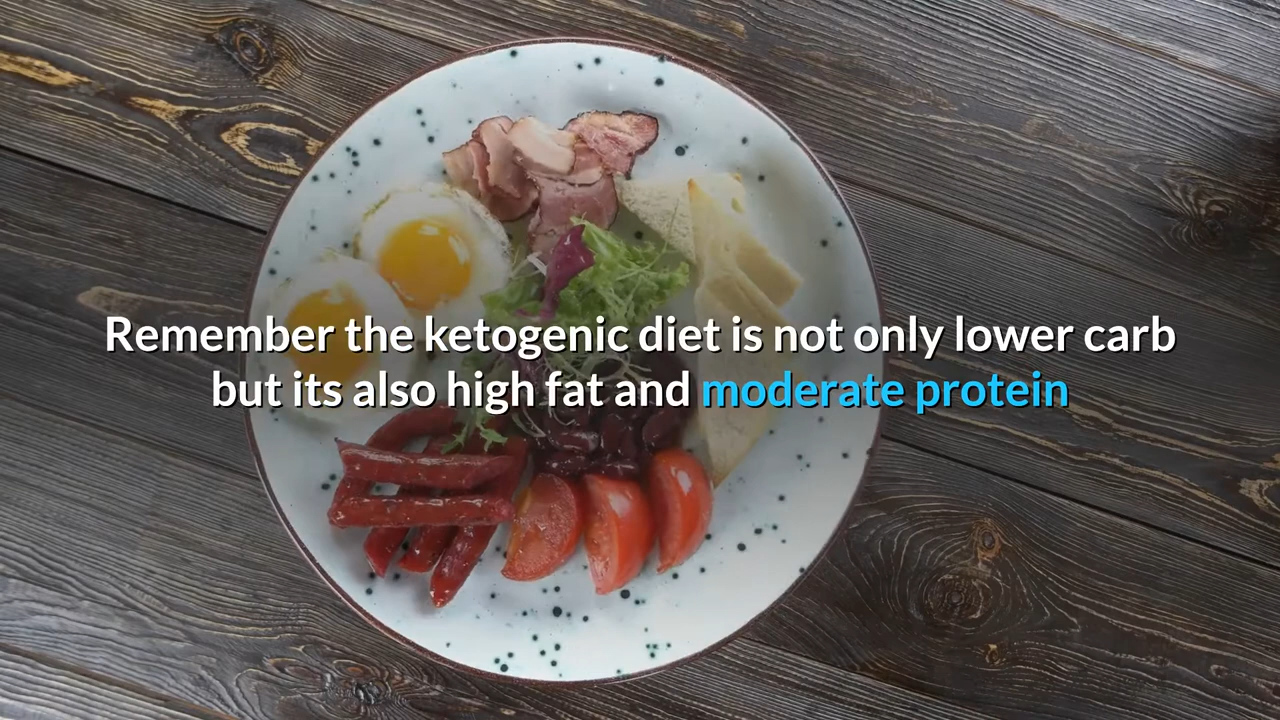 Remember the ketogenic diet is not only lower carb
but its also high fat and moderate protein